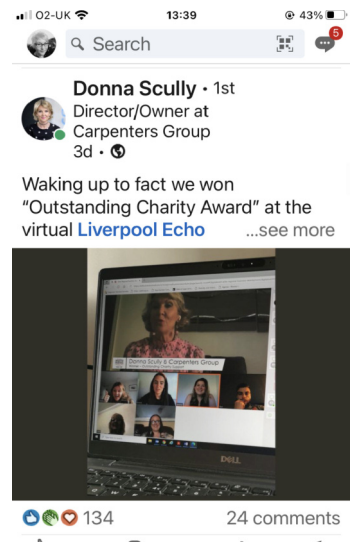 O2-UK 13:39 43%
Search
5
Donna Scully • 1st
Director/Owner at
Carpenters Group
3d •
Waking up to fact we won
“Outstanding Charity Award” at the
virtual Liverpool Echo ...see more
Donna Scully & Carpenters Group
DELL
134 24 comments